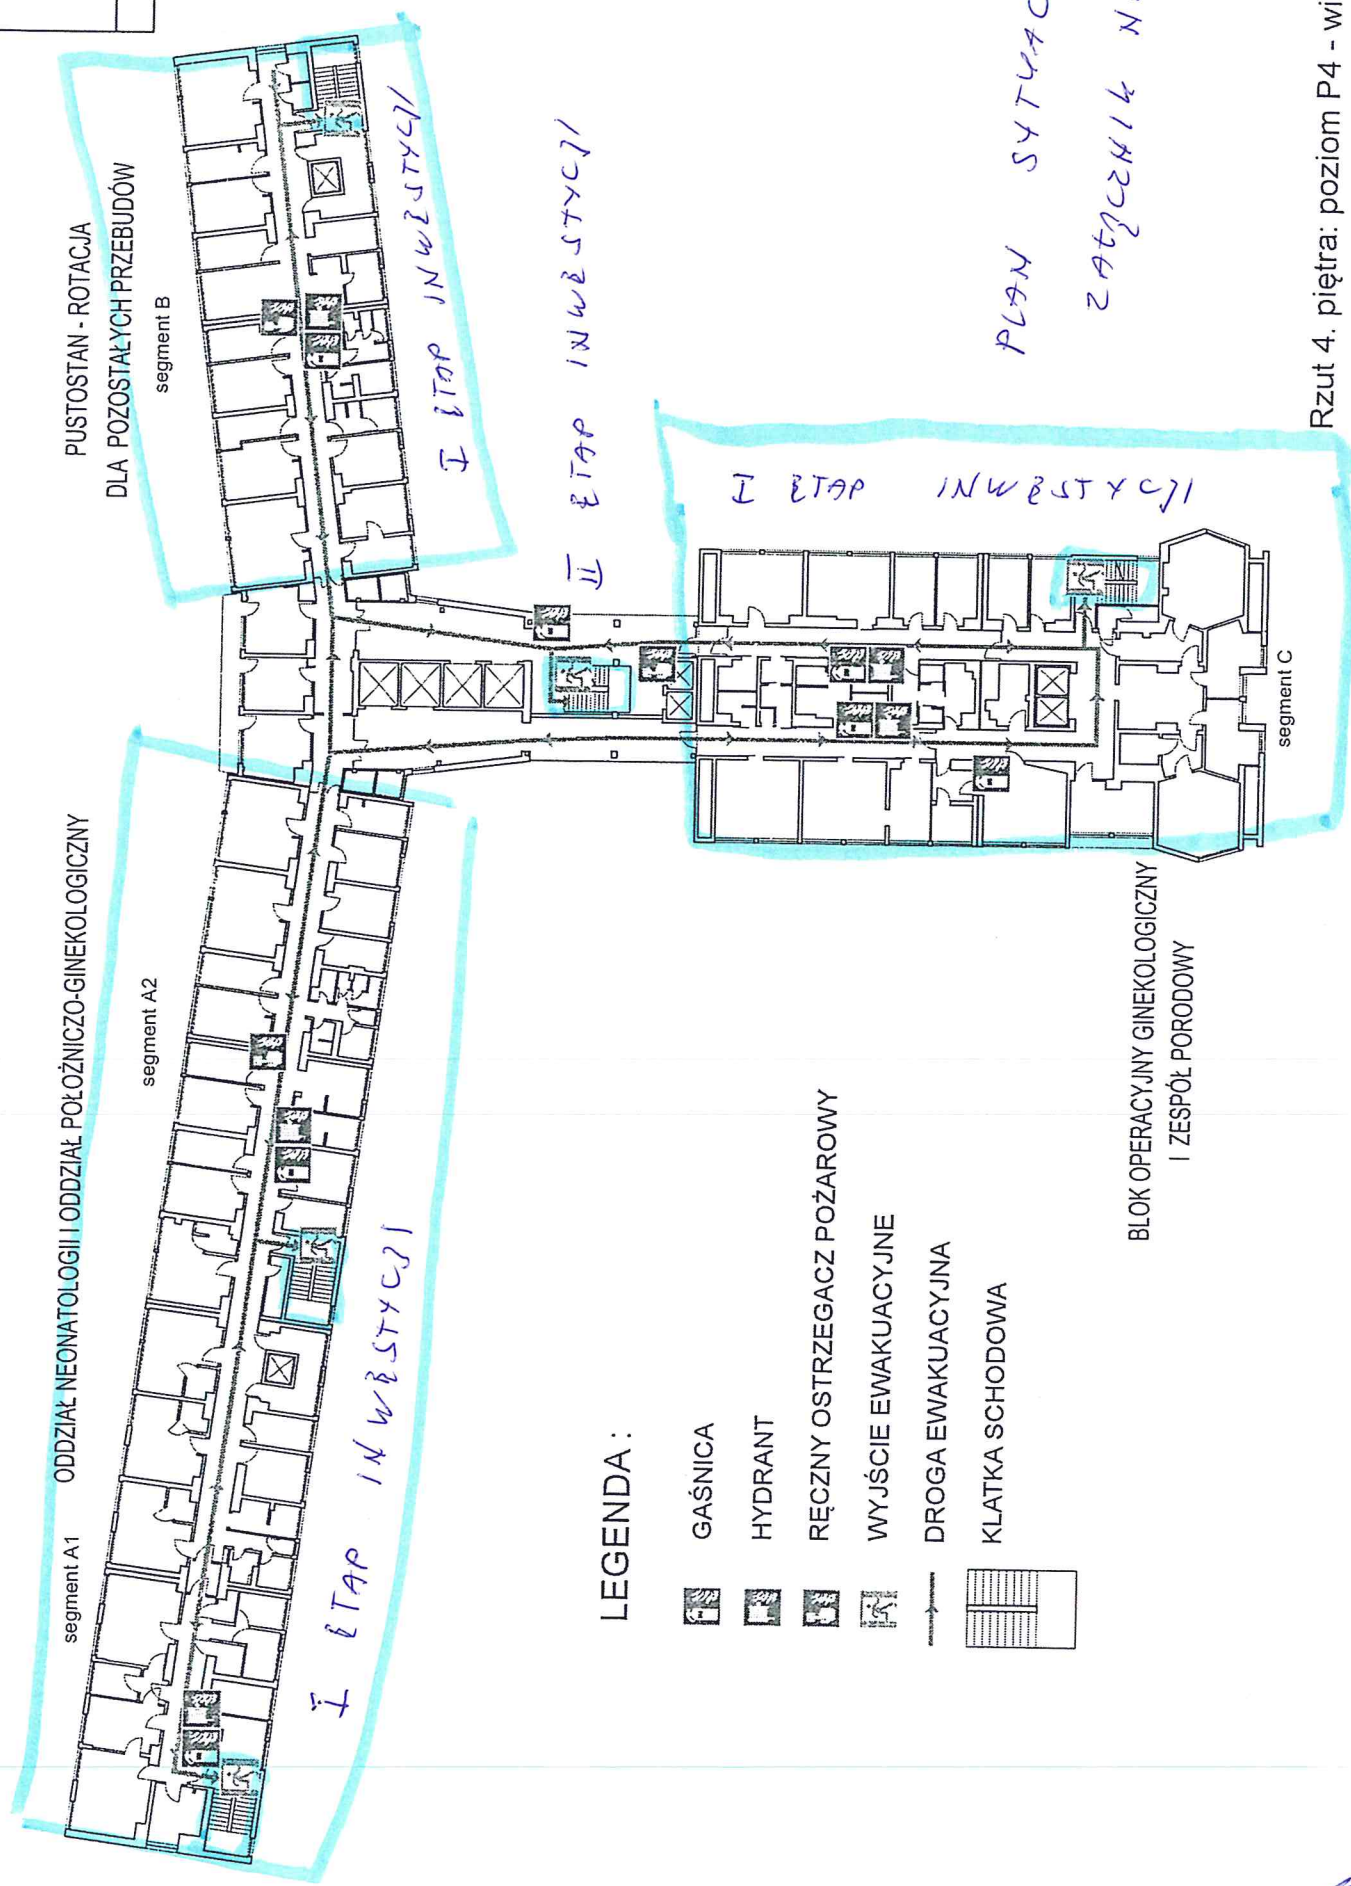 ODDZIAŁ NEONATOLOGII I ODDZIAŁ POŁOŻNICZO-GINEKOLOGICZNY
segment A1
segment A2
PUSTOSTAN - ROTACJA
DLA POZOSTAŁYCH PRZEBUDÓW
segment B
I ETAP INWESTYCJI
I ETAP INWESTYCJI
II ETAP INWESTYCJI
I ETAP INWESTYCJI
LEGENDA :
GAŚNICA
HYDRANT
RĘCZNY OSTRZEGACZ POŻAROWY
WYJŚCIE EWAKUACYJNE
DROGA EWAKUACYJNA
KLATKA SCHODOWA
segment C
BLOK OPERACYJNY GINEKOLOGICZNY
I ZESPÓŁ PORODOWY
PLAN SYTUAC
ZAŁĄCZNIK N
Rzut 4. piętra: poziom P4 - wi